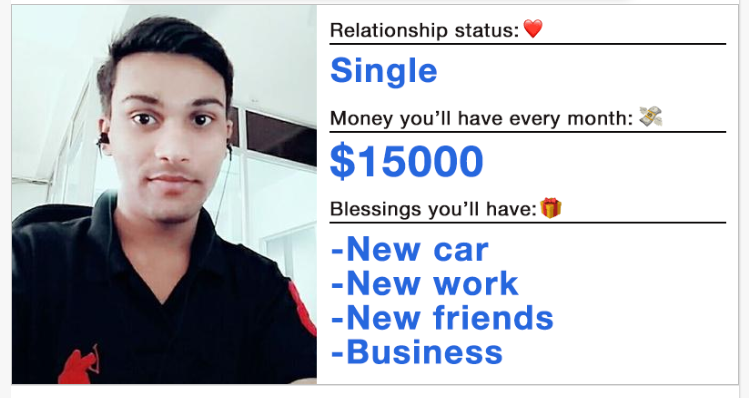 Relationship status:❤️
Single
Money you’ll have every month: 💸
$15000
Blessings you’ll have:🎁
-New car
-New work
-New friends
-Business